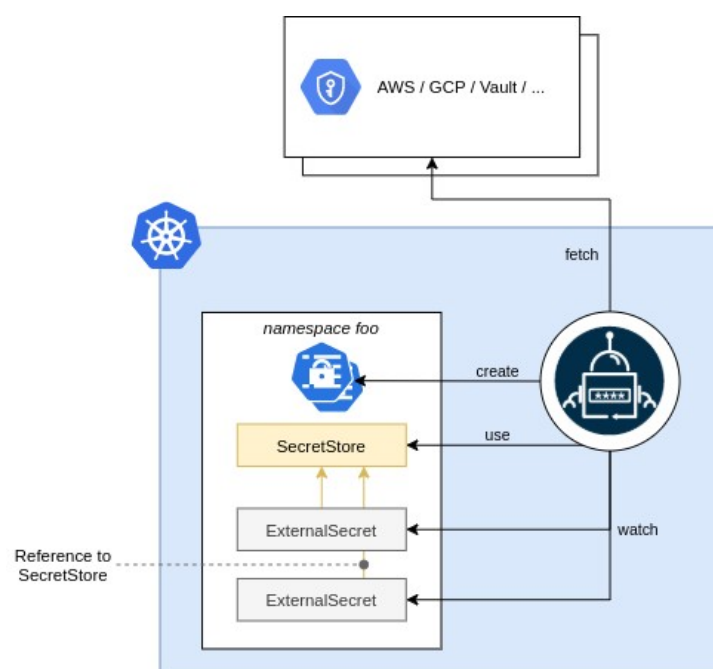 AWS / GCP / Vault / ...
fetch
namespace foo
create
****
SecretStore
use
ExternalSecret
watch
Reference to
SecretStore
ExternalSecret